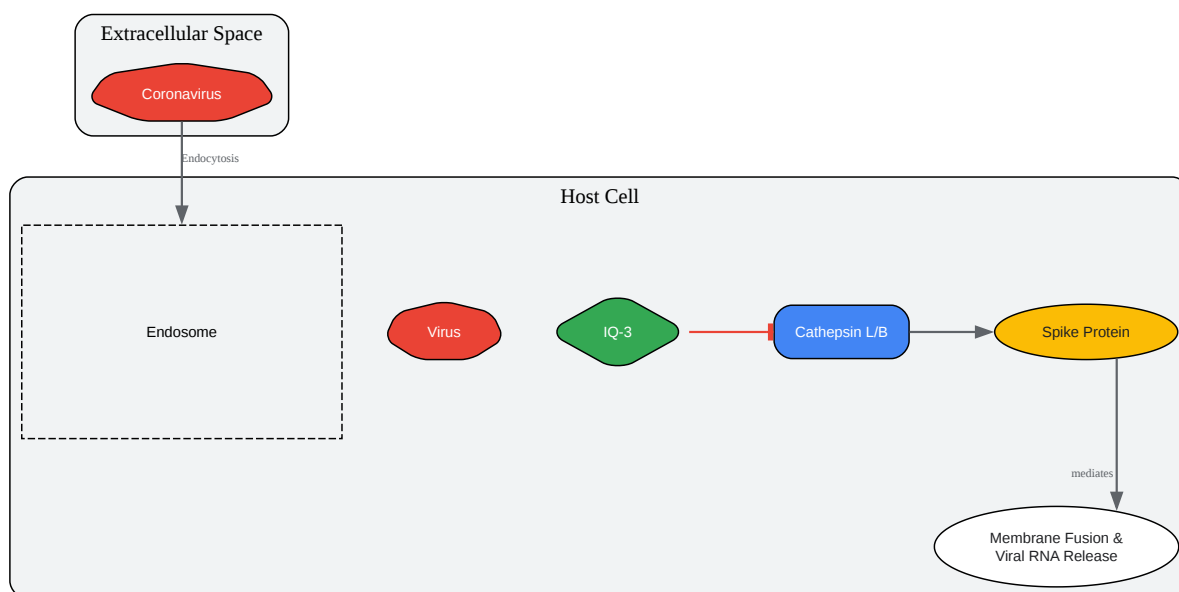 Extracellular Space
Coronavirus
Endocytosis
Host Cell
Endosome
Virus
IQ-3
Cathepsin L/B
Spike Protein
mediates
Membrane Fusion &
Viral RNA Release